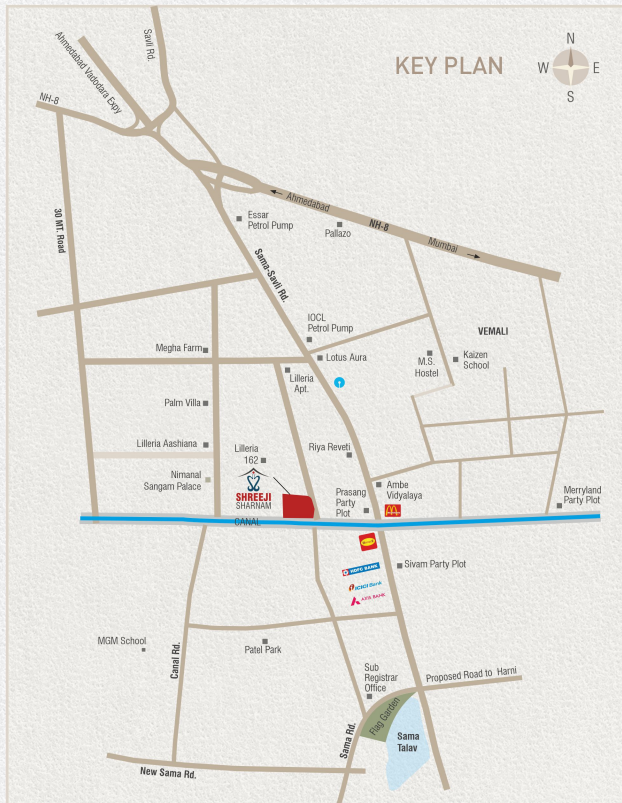 KEY PLAN
N
W
E
S
Savli Rd.
Ahmedabad Vadodara Expy
NH-8
30 MT. Road
Ahmedabad
NH-8
Mumbai
Essar
Petrol Pump
Pallazo
Sama-Savli Rd.
IOCL
Petrol Pump
VEMALI
Megha Farm
Lotus Aura
M.S.
Hostel
Kaizen
School
Lilleria
Apt.
Palm Villa
Lilleria Aashiana
Lilleria
162
Riya Reveti
Nimanal
Sangam Palace
SHREEJI
SHARNAM
Prasang
Party
Plot
Ambe
Vidyalaya
Merryland
Party Plot
CANAL
Sivam Party Plot
HDFC BANK
ICICI Bank
AXIS BANK
MGM School
Canal Rd.
Patel Park
Sub
Registrar
Office
Proposed Road to Harni
Flag Garden
Sama
Talav
Sama Rd.
New Sama Rd.